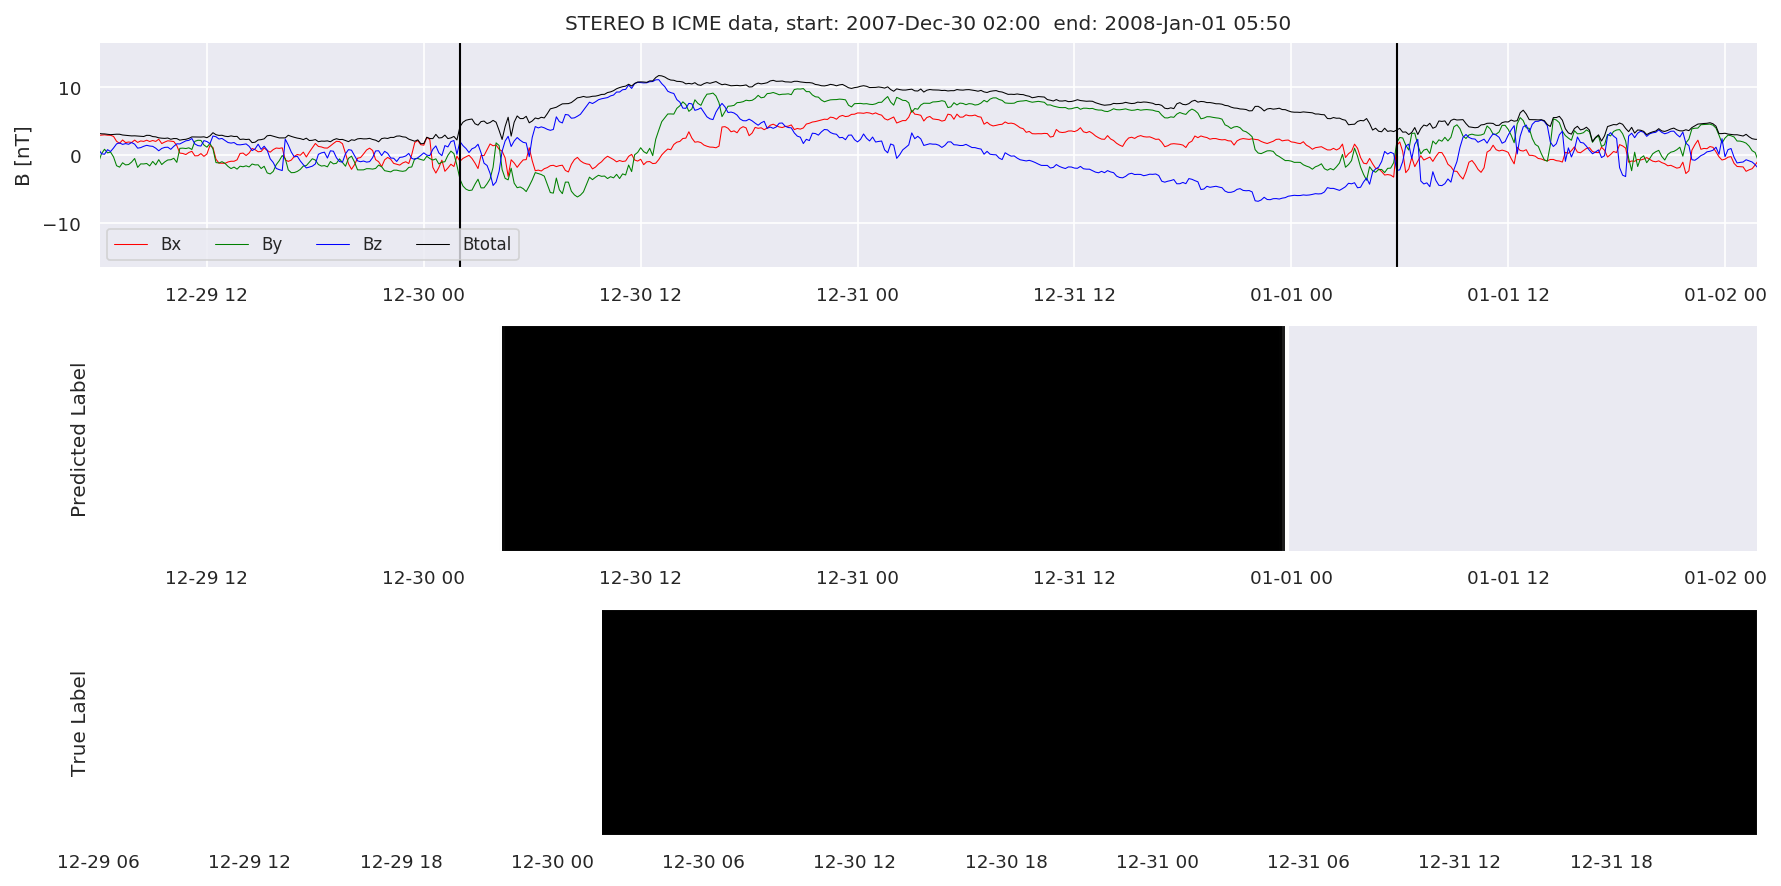 STEREO B ICME data, start: 2007-Dec-30 02:00  end: 2008-Jan-01 05:50
B [nT]
10
0
−10
Bx By Bz Btotal
12-29 12 12-30 00 12-30 12 12-31 00 12-31 12 01-01 00 01-01 12 01-02 00
Predicted Label
12-29 12 12-30 00 12-30 12 12-31 00 12-31 12 01-01 00 01-01 12 01-02 00
True Label
12-29 06 12-29 12 12-29 18 12-30 00 12-30 06 12-30 12 12-30 18 12-31 00 12-31 06 12-31 12 12-31 18